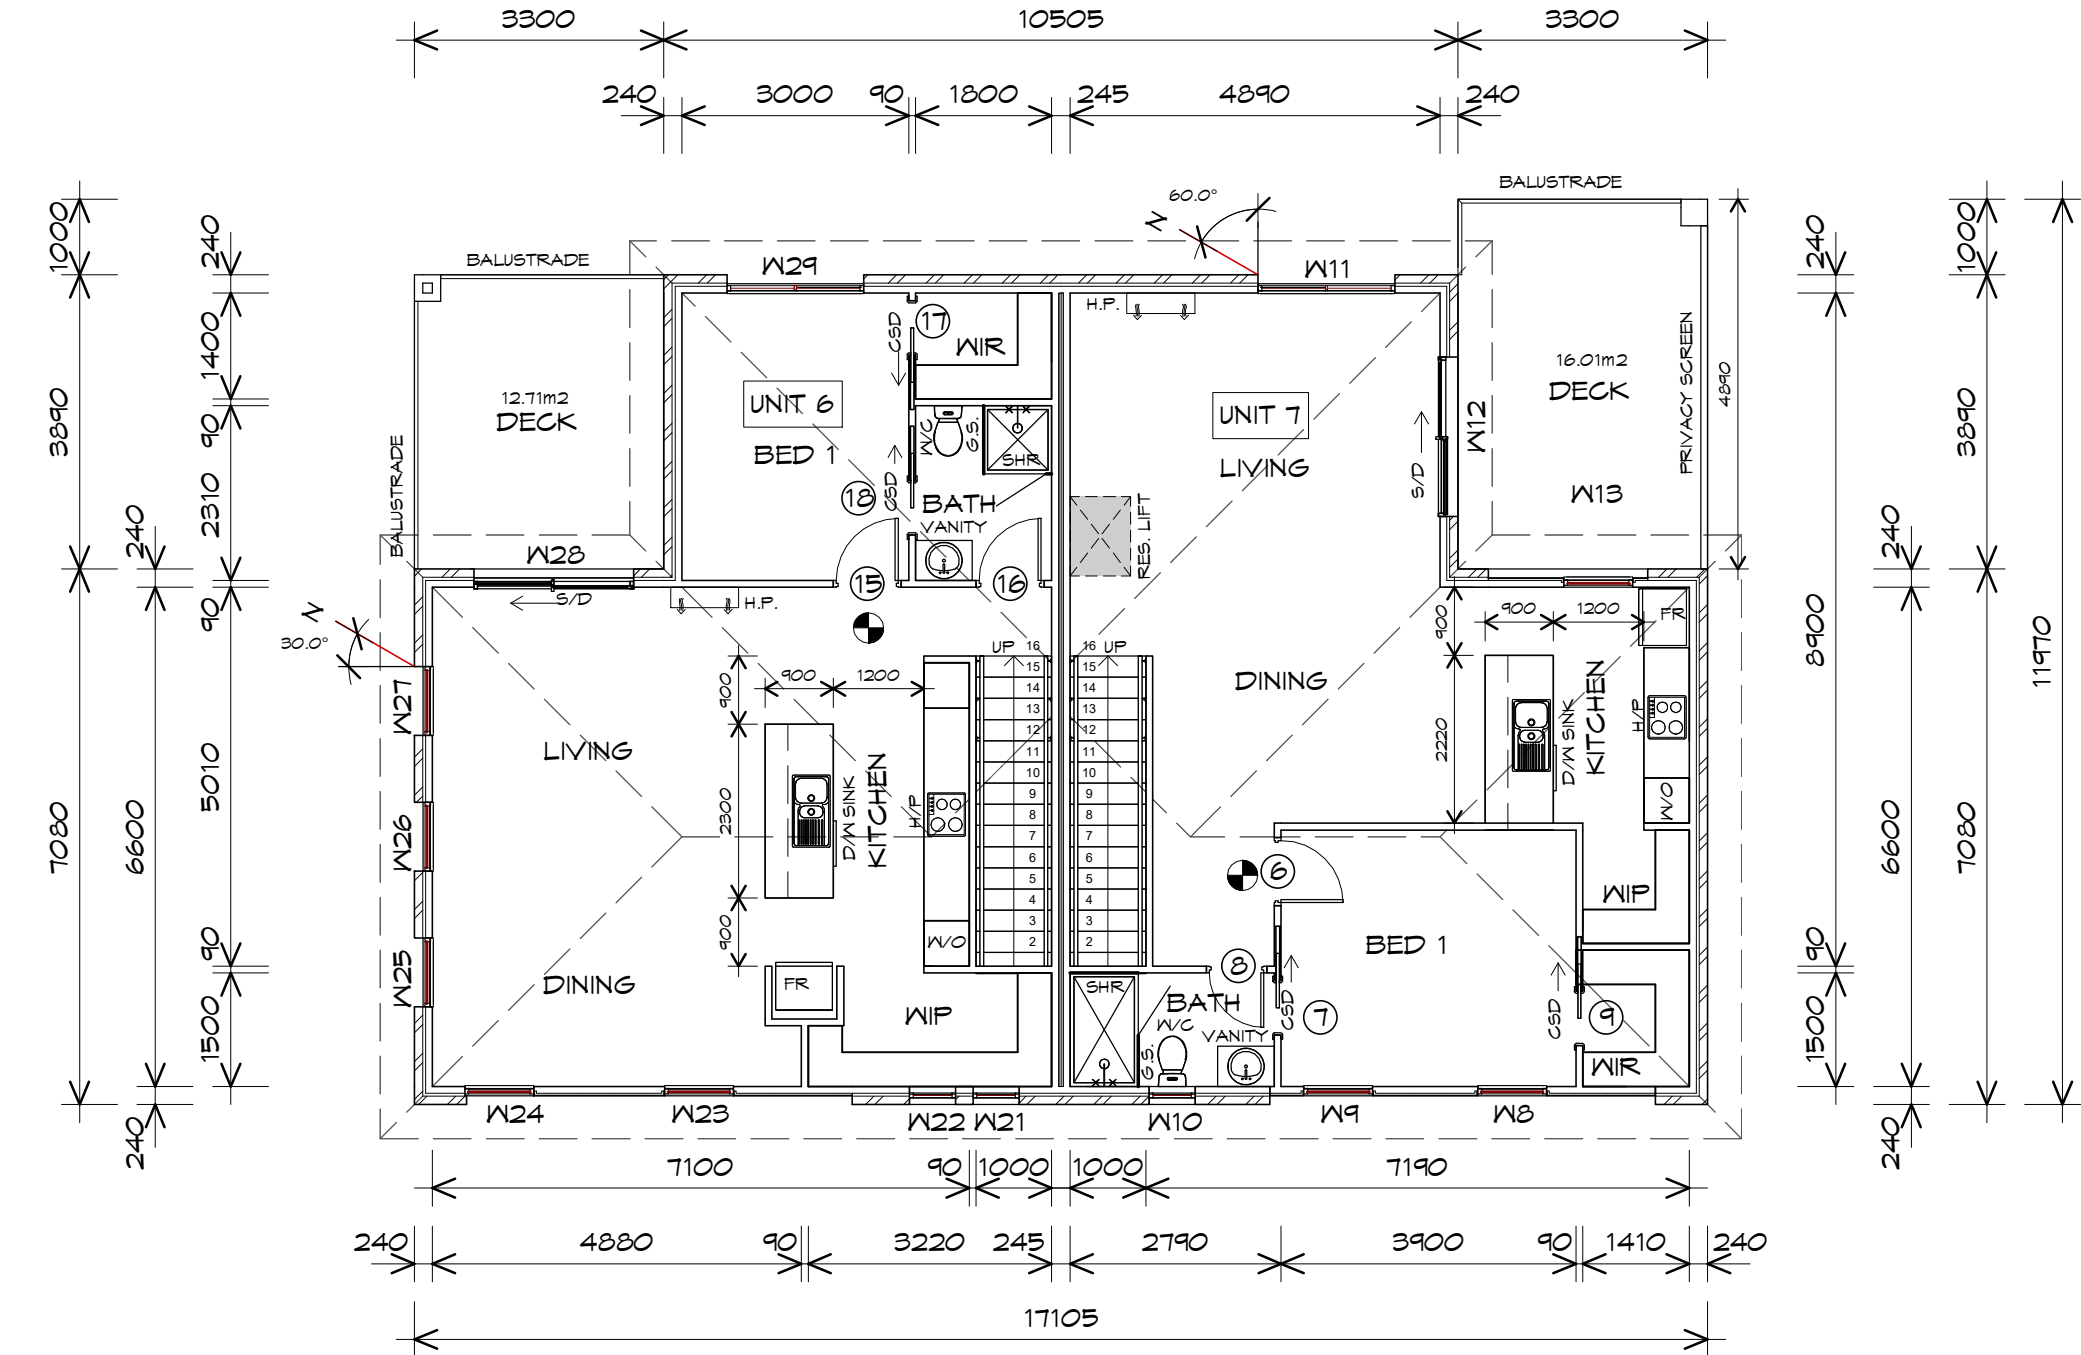 3300 10505 3300
240 3000 90 1800 245 4890 240
BALUSTRADE
60.0°
N
1000
240
240
1000
BALUSTRADE
W29
W11
H.P.
CSD
17
WIR
1400
3890
12.71m2
DECK
UNIT 6
BED 1
UNIT 7
LIVING
16.01m2
DECK
W12
S/D
W13
PRIVACY SCREEN
4890
3890
11970
90
W/C
G.S.
SHR
BALUSTRADE
18
CSD
BATH
VANITY
RES. LIFT
2310
240
240
W28
S/D
15
16
H.P.
90
N
30.0°
900
900 1200
FR
8900
UP
16
15
14
13
12
11
10
9
8
7
6
5
4
3
2
16
UP
15
14
13
12
11
10
9
8
7
6
5
4
3
2
900
900 1200
W27
LIVING
DINING
2220
D/W SINK
KITCHEN
H/P
W/O
5010
7080
6600
W26
2300
D/W SINK
KITCHEN
H/P
6600
7080
6
WIP
900
W/O
BED 1
90
90
W25
DINING
FR
WIP
8
SHR
BATH
W/C
G.S.
VANITY
CSD
7
CSD
9
WIR
1500
1500
W24 W23 W22 W21 W10 W9 W8
240
240
7100 90 1000 1000 7190
240 4880 90 3220 245 2790 3900 90 1410 240
17105